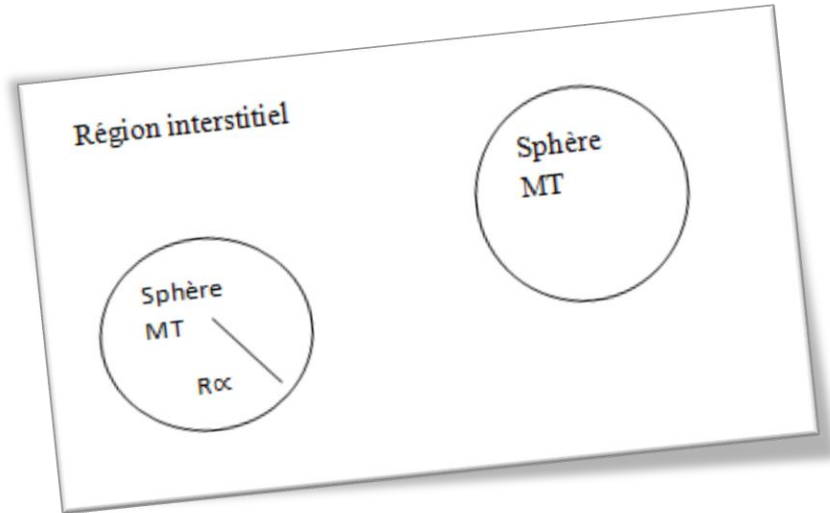 Région interstitiel
Sphère
MT
Sphère
MT
R∝